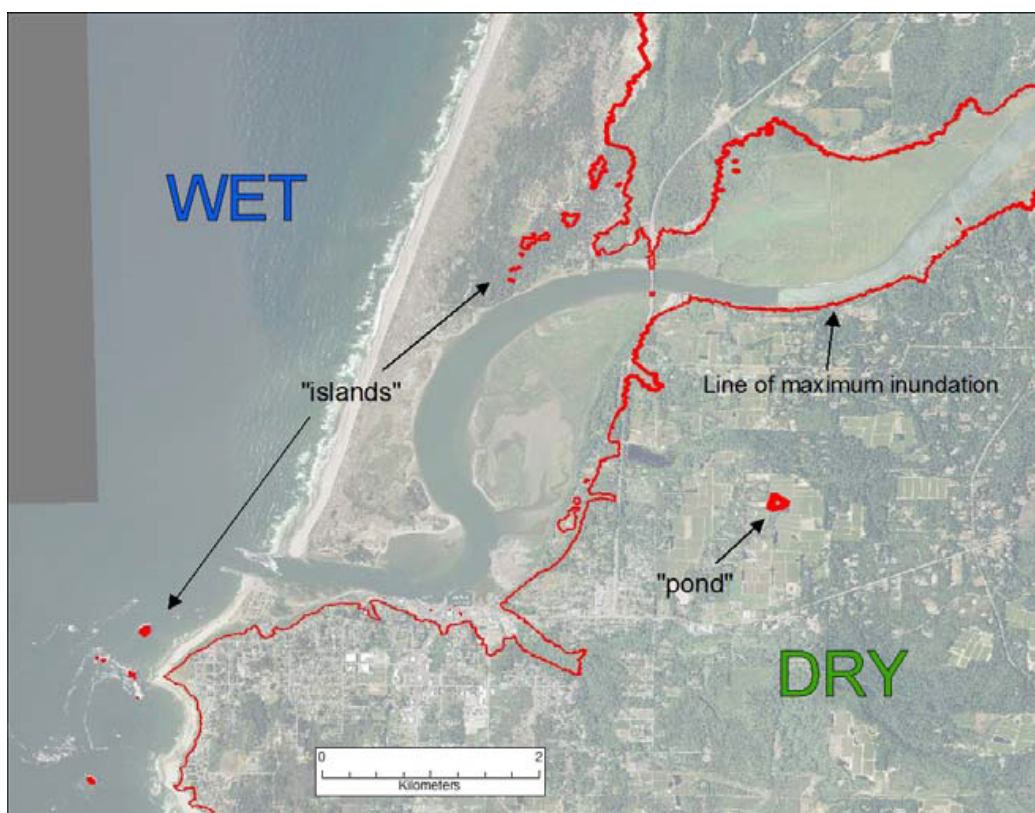 WET
"islands"
Line of maximum inundation
"pond"
DRY
0 2
Kilometers